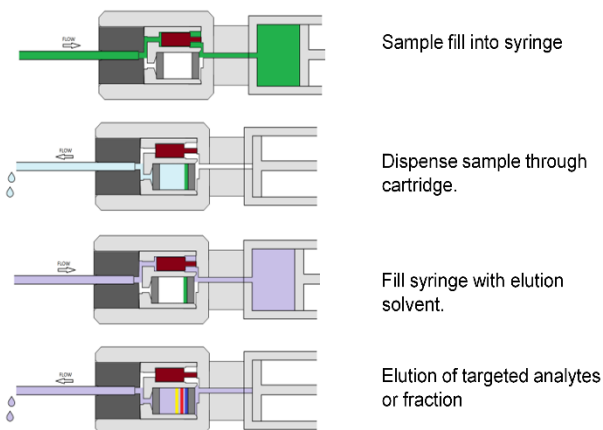 FLOW
Sample fill into syringe
FLOW
Dispense sample through
cartridge.
FLOW
Fill syringe with elution
solvent.
FLOW
Elution of targeted analytes
or fraction